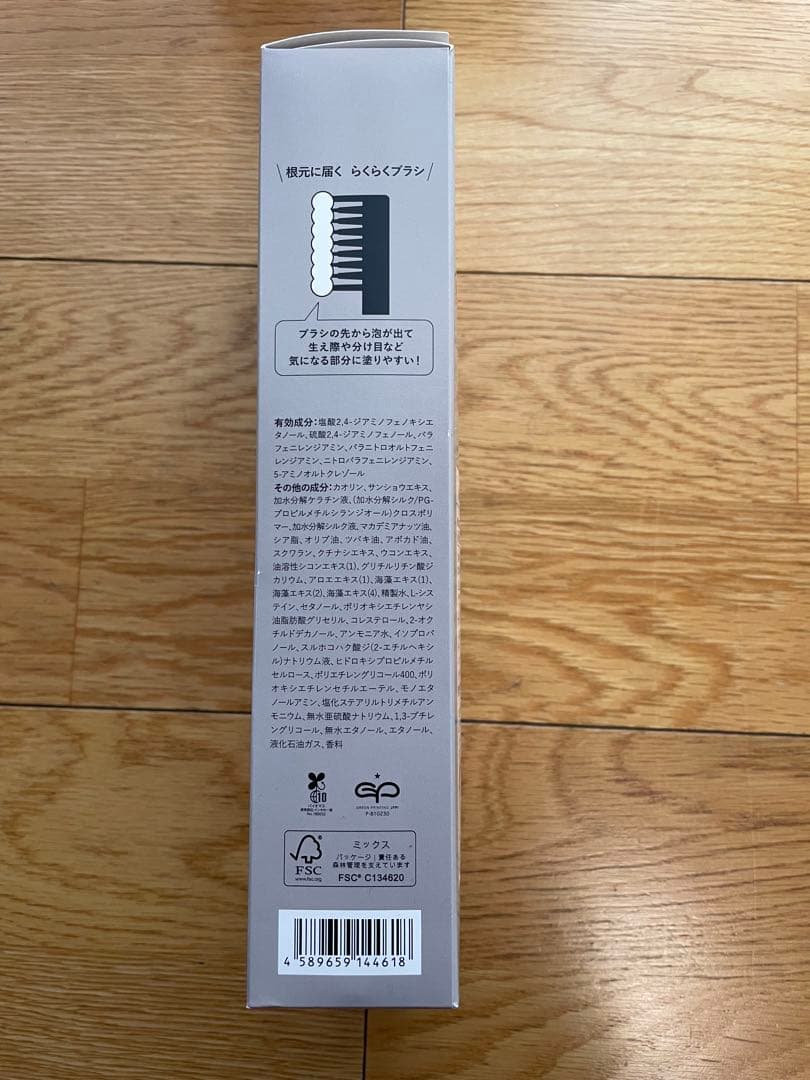 根元に届く らくらくブラシ
ブラシの先から泡が出て
生え際や分け目など
気になる部分に塗りやすい！
有効成分：塩酸2,4-ジアミノフェノキシエ
タノール、硫酸2,4-ジアミノフェノール、パラ
フェニレンジアミン、パラニトロオルトフェニ
レンジアミン、ニトロパラフェニレンジアミン、
5-アミノオルトクレゾール
その他の成分：カオリン、サンショウエキス、
加水分解ケラチン液、(加水分解シルク/PG-
プロピルメチルシランジオール)クロスポリ
マー、加水分解シルク液、マカデミアナッツ油、
シア脂、オリブ油、ツバキ油、アボカド油、
スクワラン、クチナシエキス、ウコンエキス、
油溶性シコンエキス(1)、グリチルリチン酸ジ
カリウム、アロエエキス(1)、海藻エキス(1)、
海藻エキス(2)、海藻エキス(4)、精製水、L-シス
テイン、セタノール、ポリオキシエチレンヤシ
油脂肪酸グリセリル、コレステロール、2-オク
チルドデカノール、アンモニア水、イソプロパ
ノール、スルホコハク酸ジ(2-エチルヘキシ
ル)ナトリウム液、ヒドロキシプロピルメチル
セルロース、ポリエチレングリコール400、ポリ
オキシエチレンセチルエーテル、モノエタ
ノールアミン、塩化ステアリルトリメチルアン
モニウム、無水亜硫酸ナトリウム、1,3-ブチレ
ングリコール、無水エタノール、エタノール、
液化石油ガス、香料
10
バイオマス
GREEN PRINTING JFPI
P-B10230
FSC
www.fsc.org
ミックス
パッケージ｜責任ある
森林管理を支えています
FSC® C134620
4 589659 144618